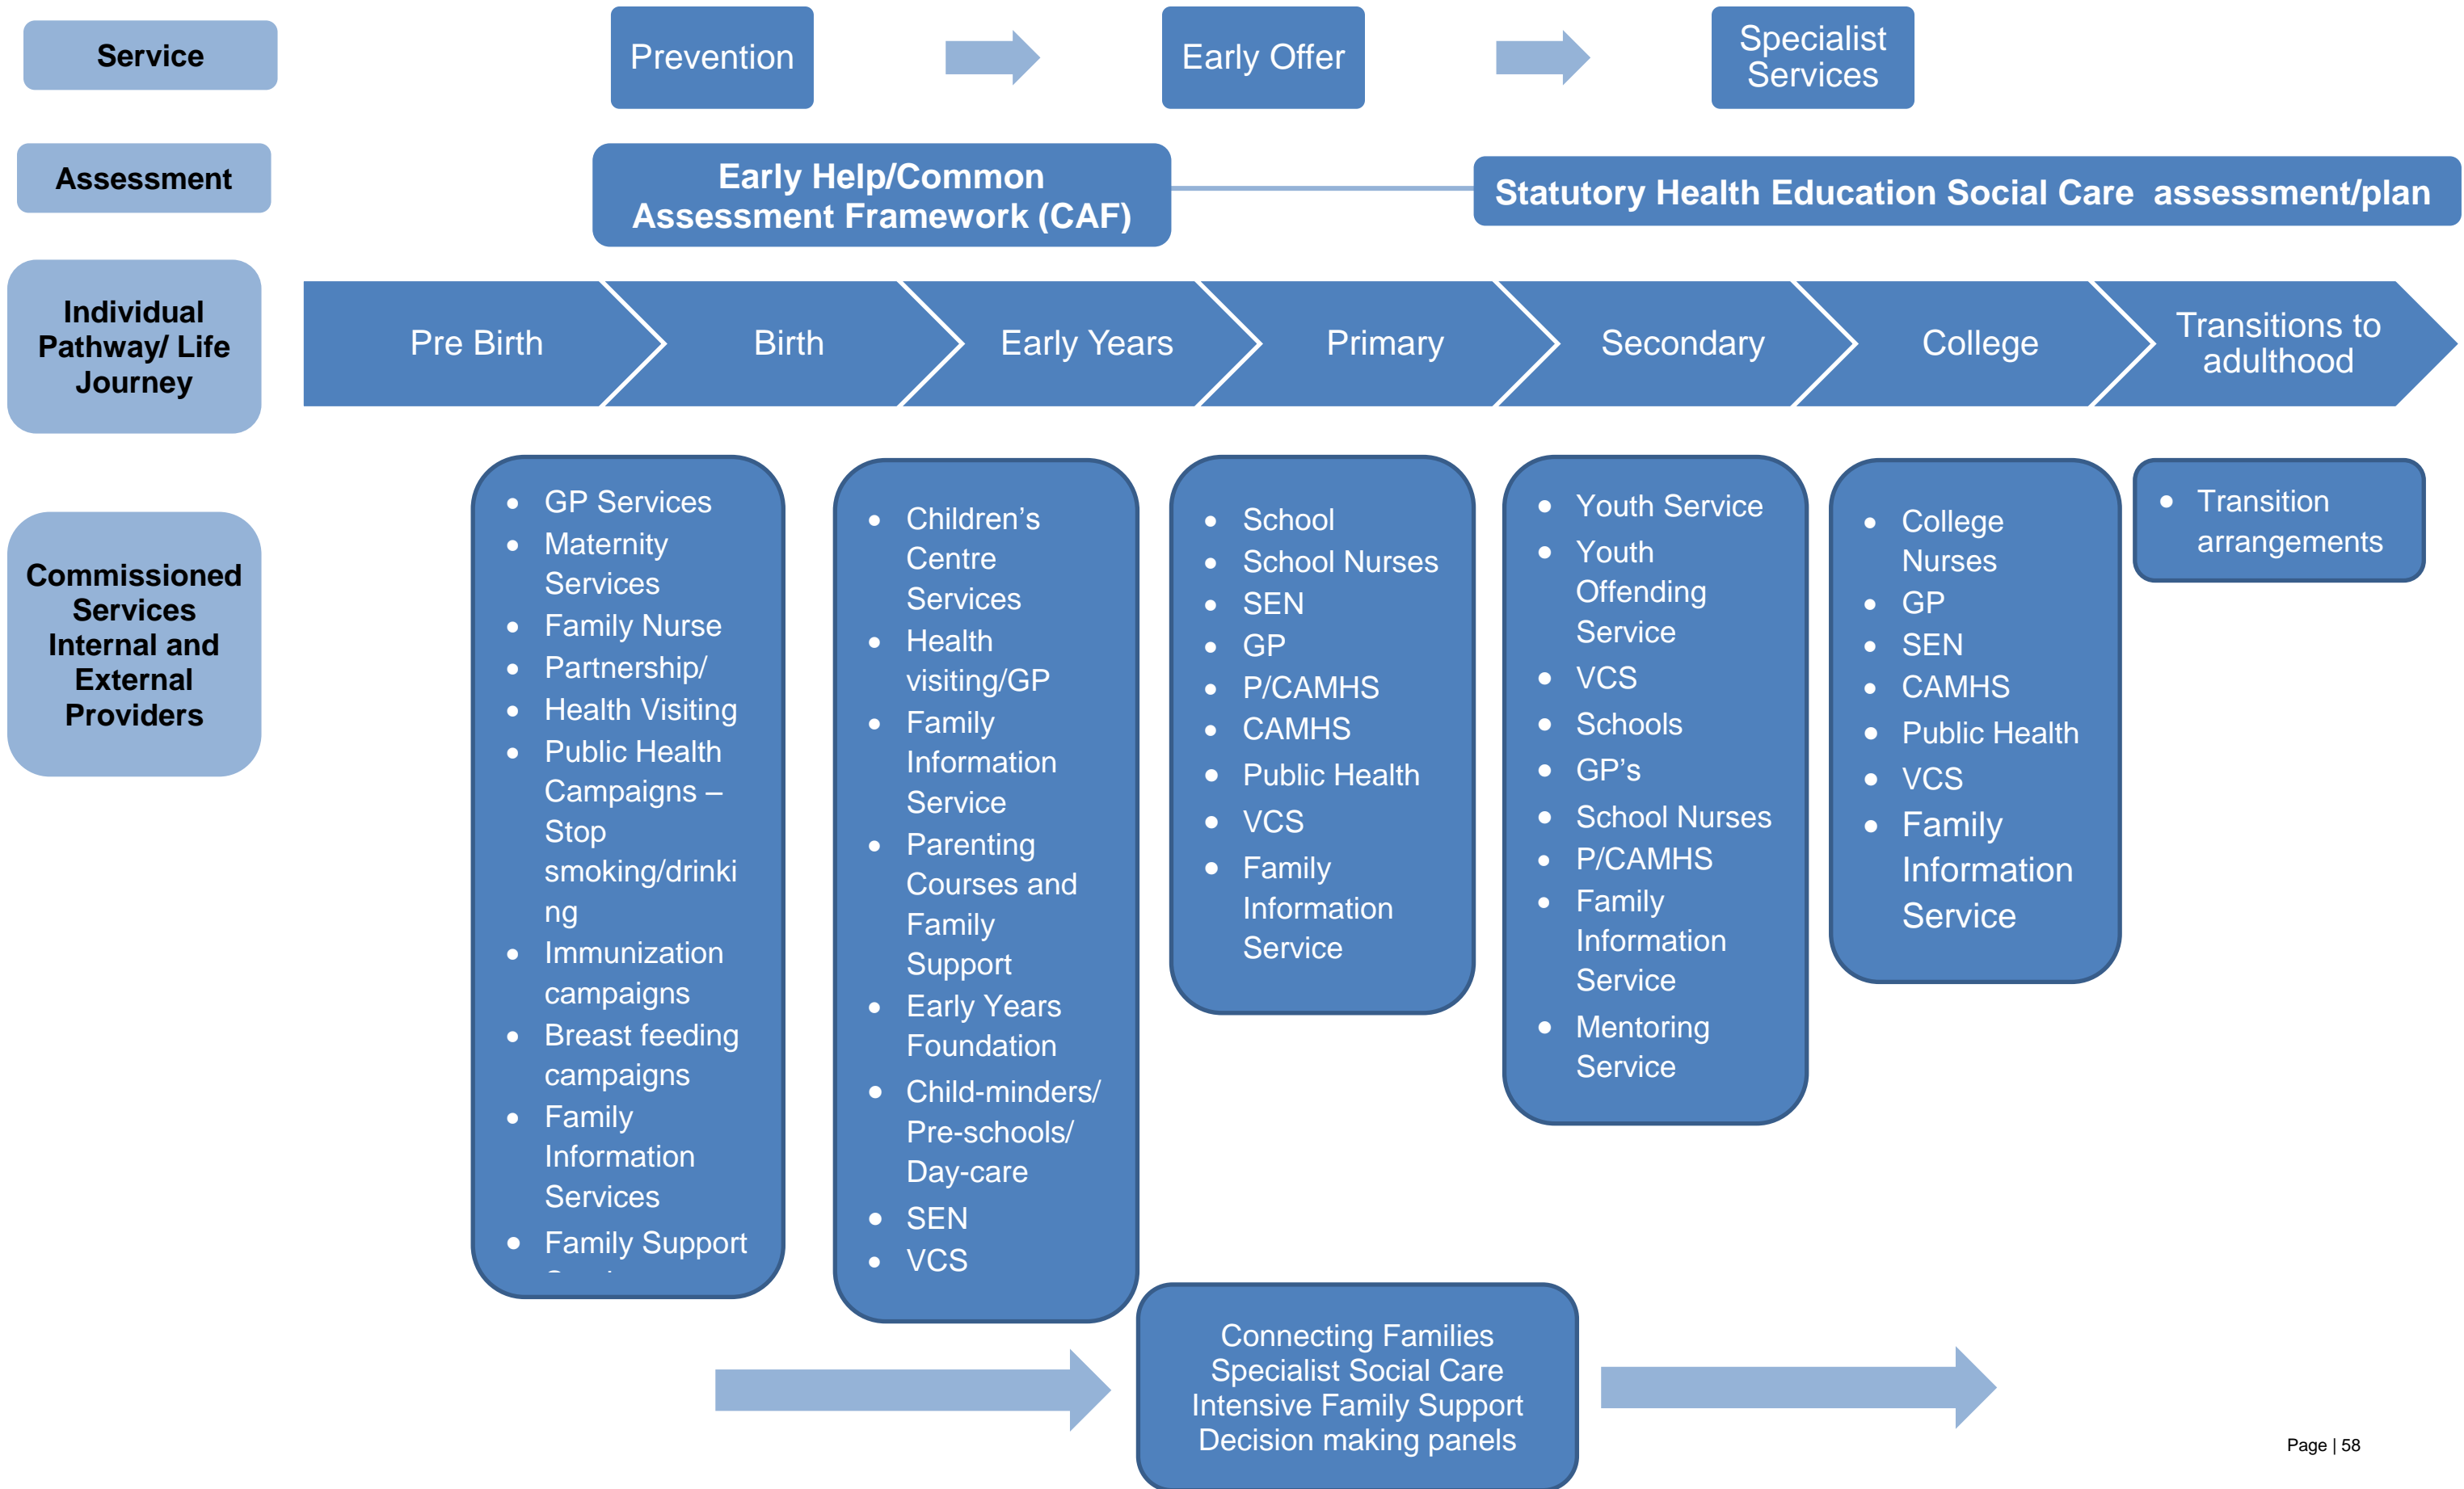 Service
Prevention
Early Offer
Specialist
Services
Assessment
Early Help/Common
Assessment Framework (CAF)
Statutory Health Education Social Care assessment/plan
Individual
Pathway/ Life
Journey
Pre Birth
Birth
Early Years
Primary
Secondary
College
Transitions to
adulthood
Commissioned
Services
Internal and
External
Providers
• GP Services
• Maternity
Services
• Family Nurse
• Partnership/
• Health Visiting
• Public Health
Campaigns –
Stop
smoking/drinki
ng
• Immunization
campaigns
• Breast feeding
campaigns
• Family
Information
Services
• Family Support
• Children’s
Centre
Services
• Health
visiting/GP
• Family
Information
Service
• Parenting
Courses and
Family
Support
• Early Years
Foundation
• Child-minders/
Pre-schools/
Day-care
• SEN
• VCS
• School
• School Nurses
• SEN
• GP
• P/CAMHS
• CAMHS
• Public Health
• VCS
• Family
Information
Service
• Youth Service
• Youth
Offending
Service
• VCS
• Schools
• GP’s
• School Nurses
• P/CAMHS
• Family
Information
Service
• Mentoring
Service
• College
Nurses
• GP
• SEN
• CAMHS
• Public Health
• VCS
• Family
Information
Service
• Transition
arrangements
Connecting Families
Specialist Social Care
Intensive Family Support
Decision making panels
Page | 58